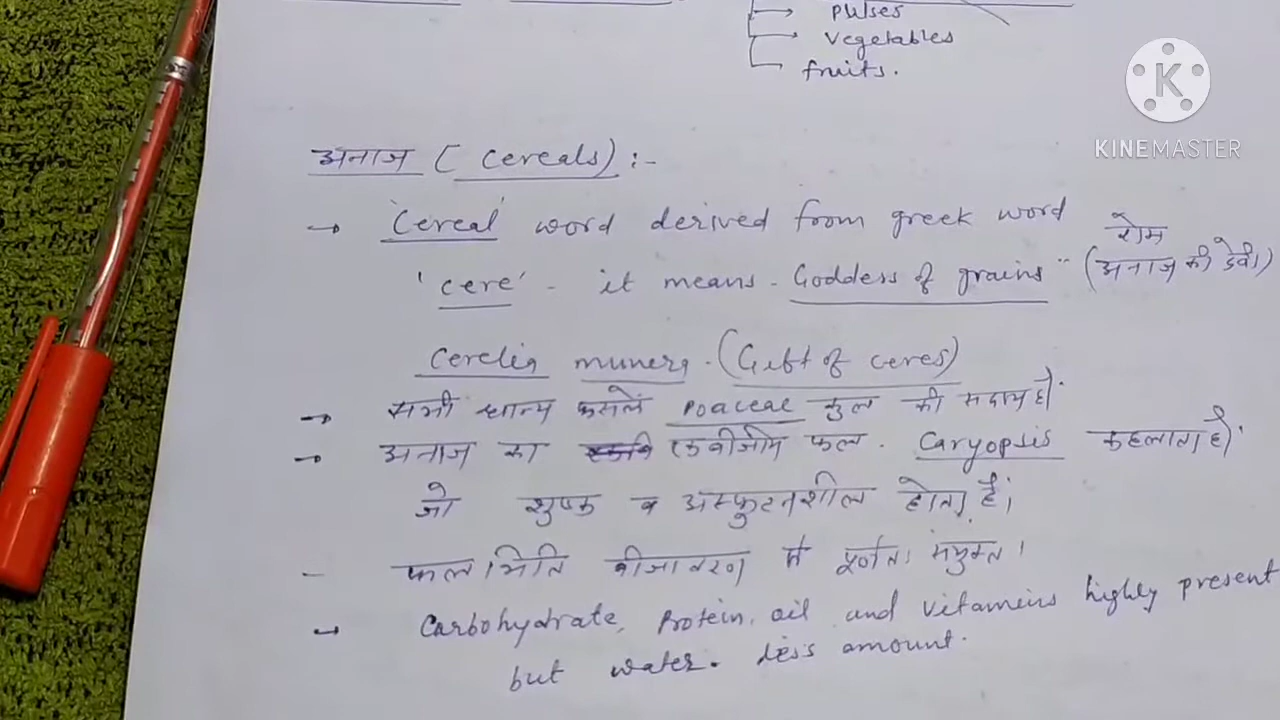 → Pulses
→ Vegetables
fruits.
K
KINEMASTER
अनाज (Cereals) :-
→ 'Cereal' word derived from greek word
रोम
'cere' - it means - Goddess of grains" (अनाज की देवी)
Cerelia munera. (Gift of ceres)
→ सभी धान्य फसलें Poaceae कुल की सदस्य है।
→ अनाज का एकबीजीय फल. Caryopsis कहलाता है।
जो शुष्क व अस्फुटनशील होता है।
- फलभित्ति बीजावरण से पूर्णतः संयुक्त।
→ Carbohydrate, Protein, oil and vitamins highly present
but water. less amount.